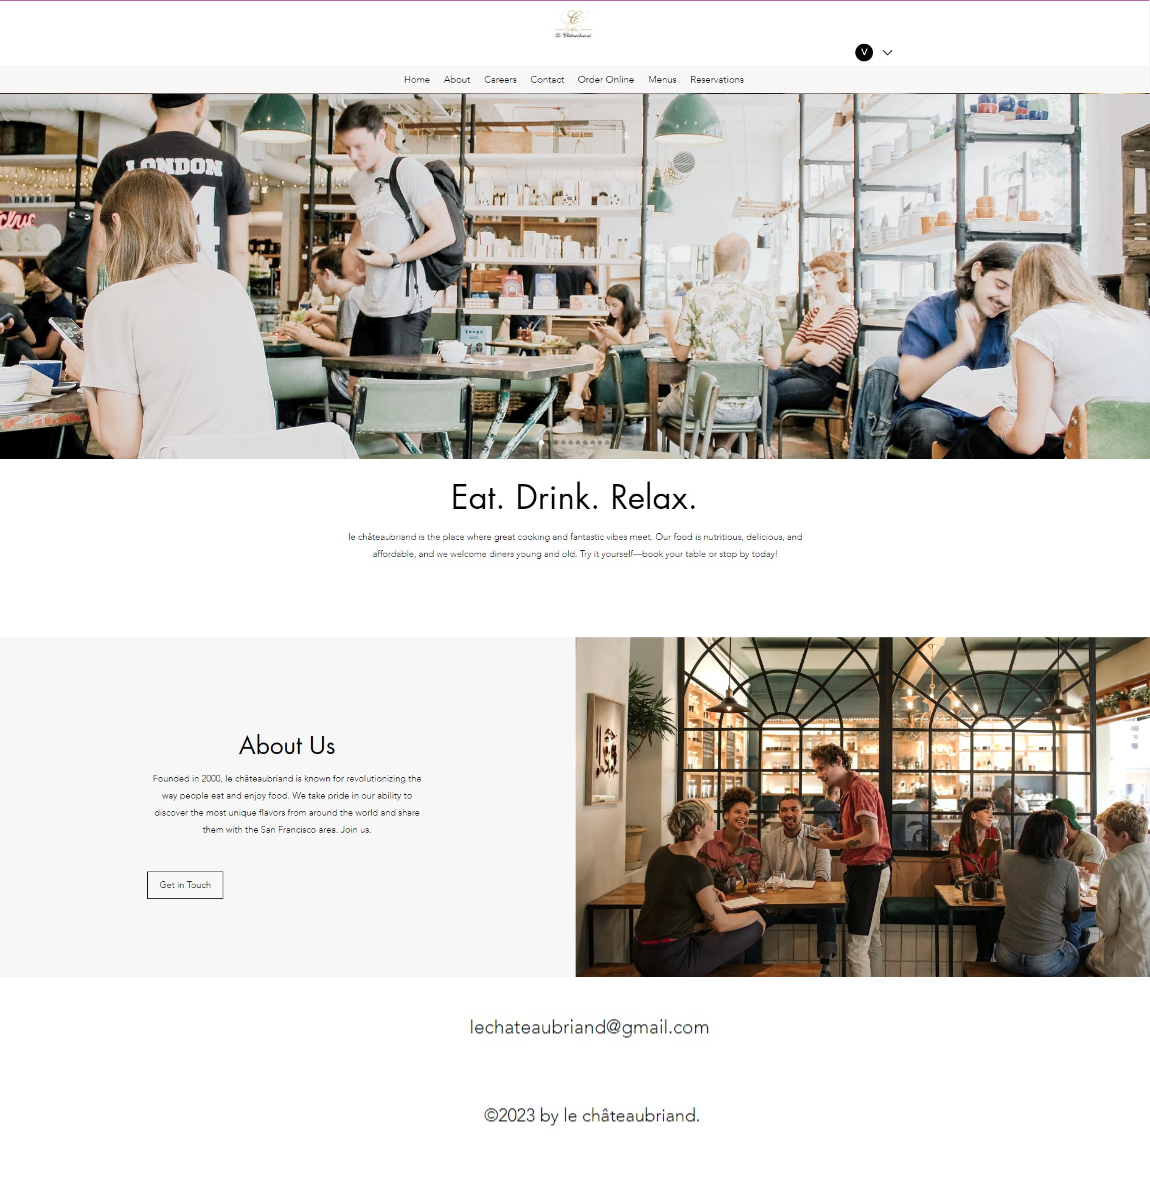 Le Châteaubriand
V
Home About Careers Contact Order Online Menus Reservations
LONDON
4
chic
Eat. Drink. Relax.
le châteaubriand is the place where great cooking and fantastic vibes meet. Our food is nutritious, delicious, and
affordable, and we welcome diners young and old. Try it yourself—book your table or stop by today!
About Us
Founded in 2000, le châteaubriand is known for revolutionizing the
way people eat and enjoy food. We take pride in our ability to
discover the most unique flavors from around the world and share
them with the San Francisco area. Join us.
Get in Touch
lechateaubriand@gmail.com
©2023 by le châteaubriand.